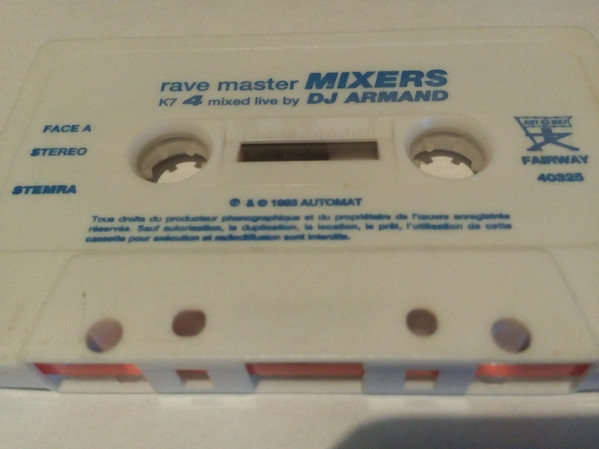 rave master MIXERS
K7 4 mixed live by DJ ARMAND
FACE A
STEREO
STEMRA
AUTOMAT
FAIRWAY
40325
℗ & © 1993 AUTOMAT
Tous droits du producteur phonographique et du propriétaire de l'œuvre enregistrée
réservés. Sauf autorisation, la duplication, la location, le prêt, l'utilisation de cette
cassette pour exécution et radiodiffusion sont interdits.